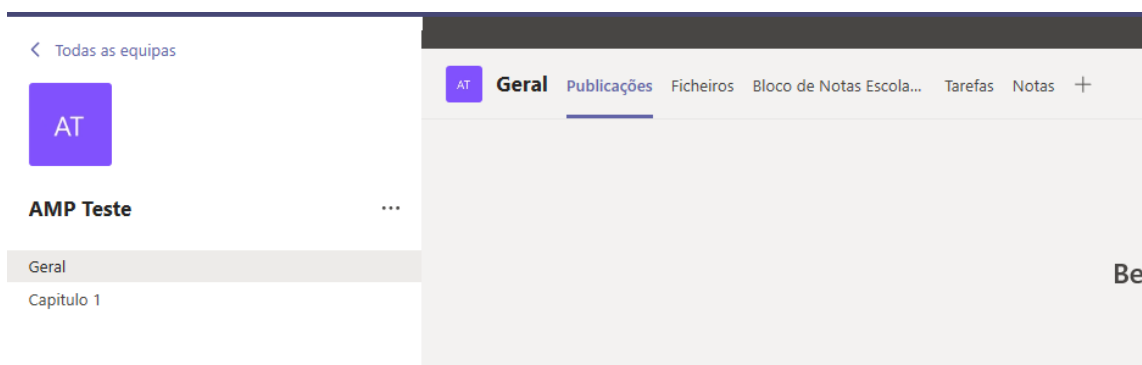 Todas as equipas
AT
AMP Teste
Geral
Capitulo 1
AT Geral Publicações Ficheiros Bloco de Notas Escola... Tarefas Notas
Be